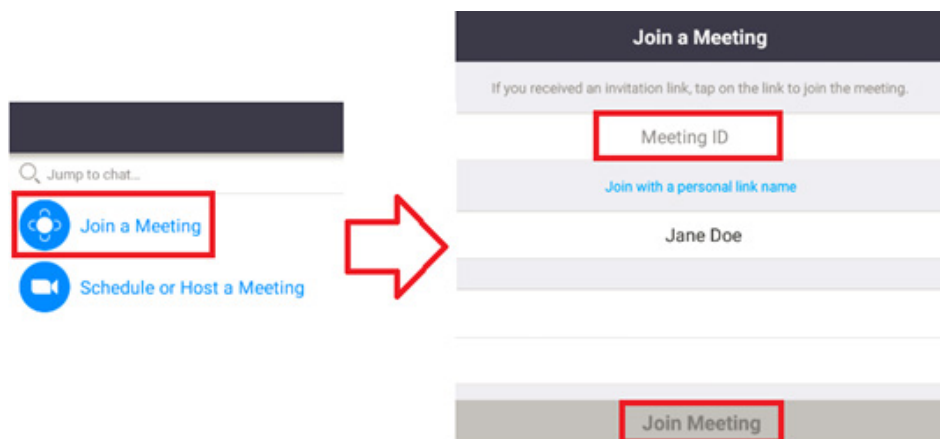 Jump to chat...
Join a Meeting
Schedule or Host a Meeting
Join a Meeting
If you received an invitation link, tap on the link to join the meeting.
Meeting ID
Join with a personal link name
Jane Doe
Join Meeting